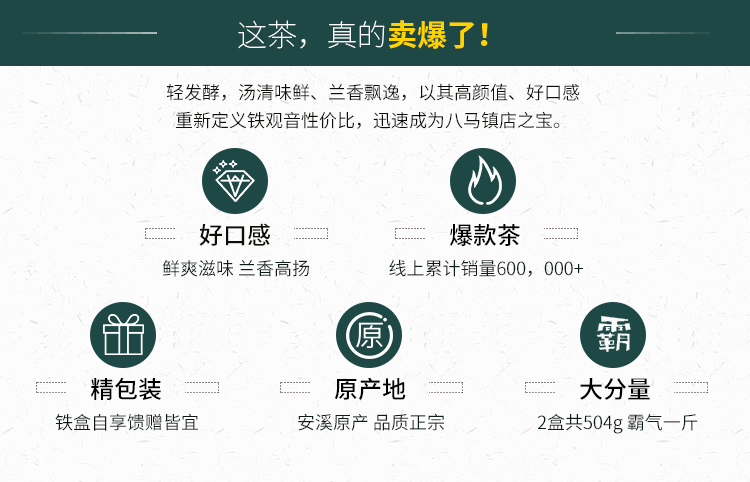 这茶，真的卖爆了！
轻发酵，汤清味鲜、兰香飘逸，以其高颜值、好口感
重新定义铁观音性价比，迅速成为八马镇店之宝。
好口感
爆款茶
鲜爽滋味 兰香高扬
线上累计销量600，000+
原
霸
精包装
原产地
大分量
铁盒自享馈赠皆宜
安溪原产 品质正宗
2盒共504g 霸气一斤